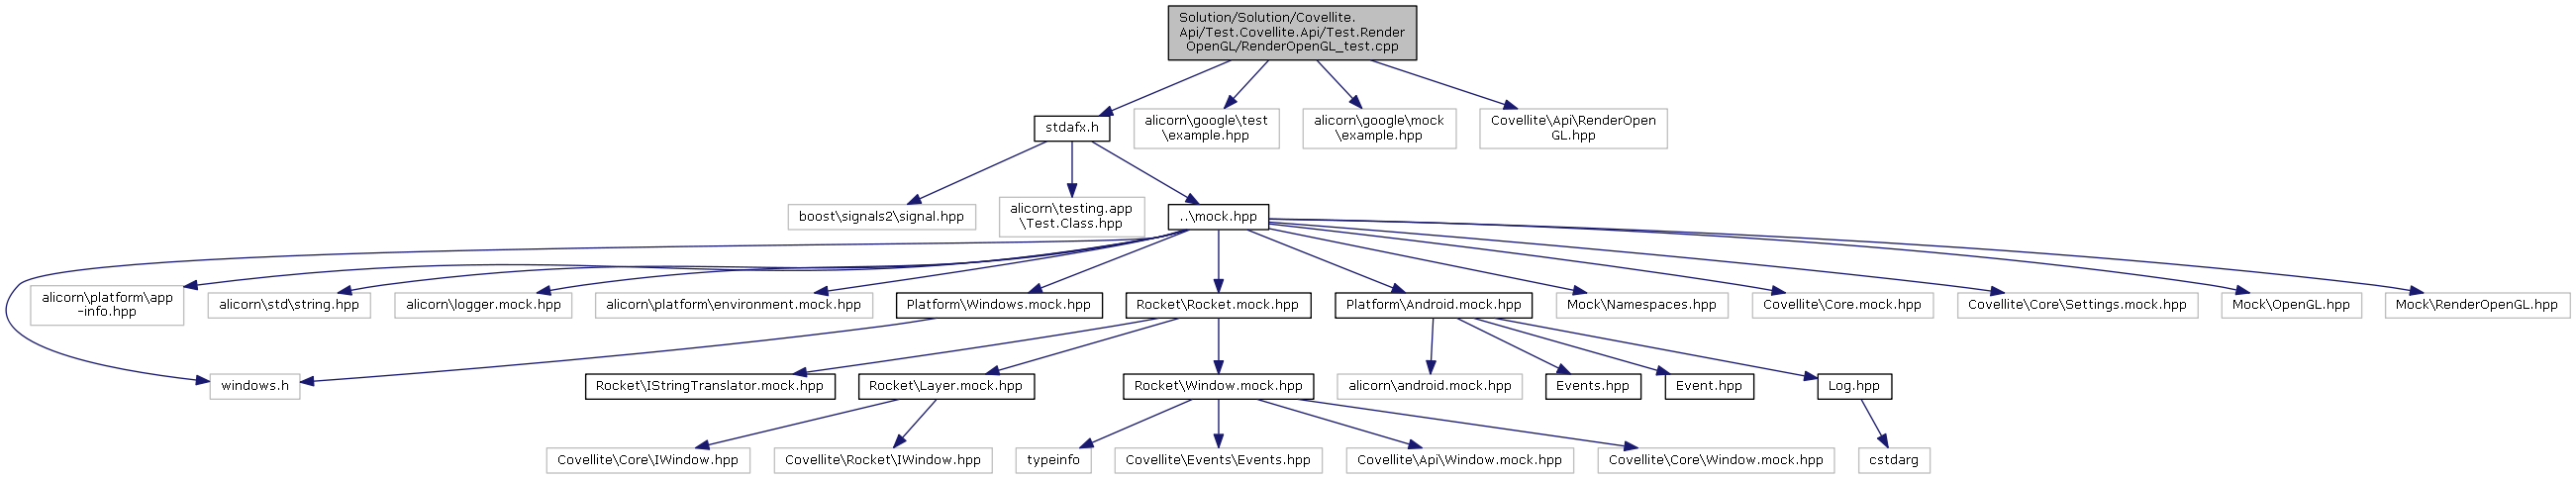 Solution/Solution/Covellite.
Api/Test.Covellite.Api/Test.Render
OpenGL/RenderOpenGL_test.cpp
stdafx.h
alicorn\google\test
\example.hpp
alicorn\google\mock
\example.hpp
Covellite\Api\RenderOpen
GL.hpp
boost\signals2\signal.hpp
alicorn\testing.app
\Test.Class.hpp
..\mock.hpp
alicorn\platform\app
-info.hpp
alicorn\std\string.hpp
alicorn\logger.mock.hpp
alicorn\platform\environment.mock.hpp
Platform\Windows.mock.hpp
Rocket\Rocket.mock.hpp
Platform\Android.mock.hpp
Mock\Namespaces.hpp
Covellite\Core.mock.hpp
Covellite\Core\Settings.mock.hpp
Mock\OpenGL.hpp
Mock\RenderOpenGL.hpp
windows.h
Rocket\IStringTranslator.mock.hpp
Rocket\Layer.mock.hpp
Rocket\Window.mock.hpp
alicorn\android.mock.hpp
Events.hpp
Event.hpp
Log.hpp
Covellite\Core\IWindow.hpp
Covellite\Rocket\IWindow.hpp
typeinfo
Covellite\Events\Events.hpp
Covellite\Api\Window.mock.hpp
Covellite\Core\Window.mock.hpp
cstdarg